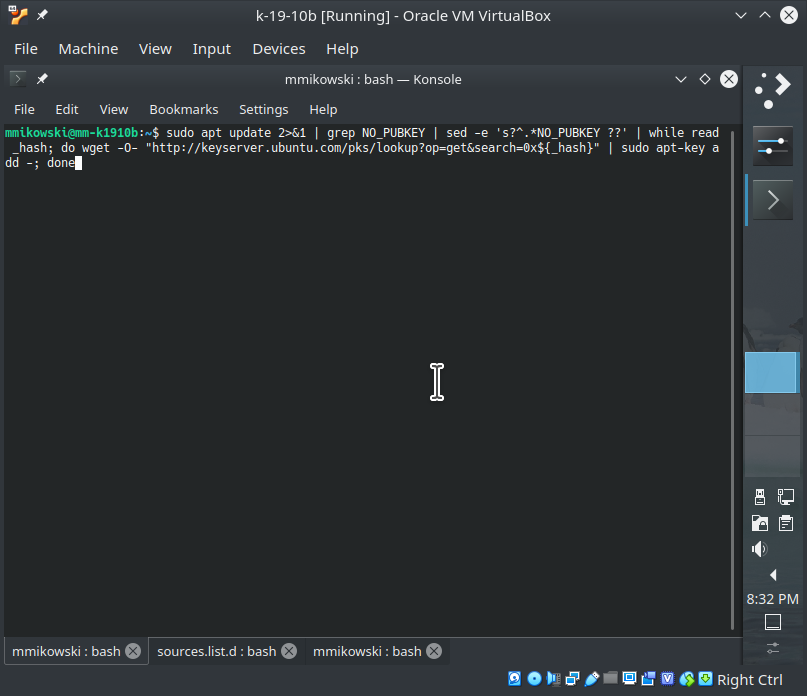 k-19-10b [Running] - Oracle VM VirtualBox
File Machine View Input Devices Help
mmikowski : bash — Konsole
File Edit View Bookmarks Settings Help
mmikowski@mm-k1910b:~$ sudo apt update 2>&1 | grep NO_PUBKEY | sed -e 's?^.*NO_PUBKEY ??' | while read
_hash; do wget -O- "http://keyserver.ubuntu.com/pks/lookup?op=get&search=0x${_hash}" | sudo apt-key a
dd -; done
8:32 PM
mmikowski : bash sources.list.d : bash mmikowski : bash
Right Ctrl